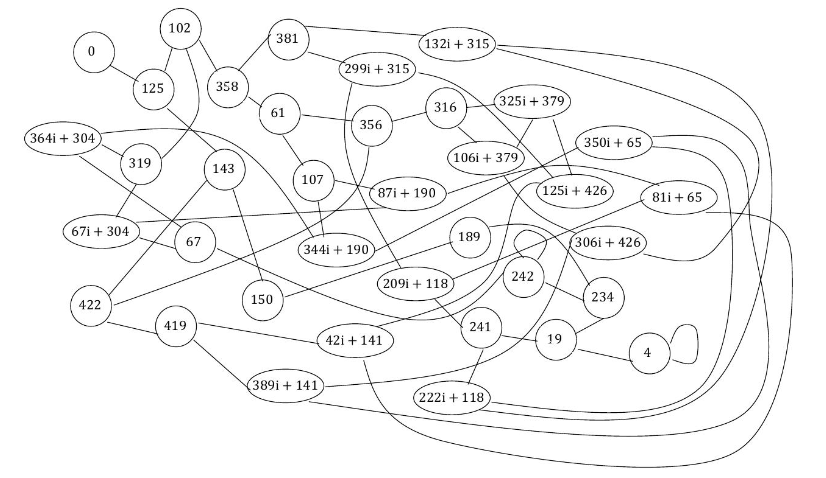 0
102
381
132i + 315
125
358
299i + 315
61
356
316
325i + 379
364i + 304
319
143
106i + 379
350i + 65
107
87i + 190
125i + 426
81i + 65
67i + 304
67
344i + 190
189
306i + 426
150
209i + 118
242
234
422
419
42i + 141
241
19
4
389i + 141
222i + 118